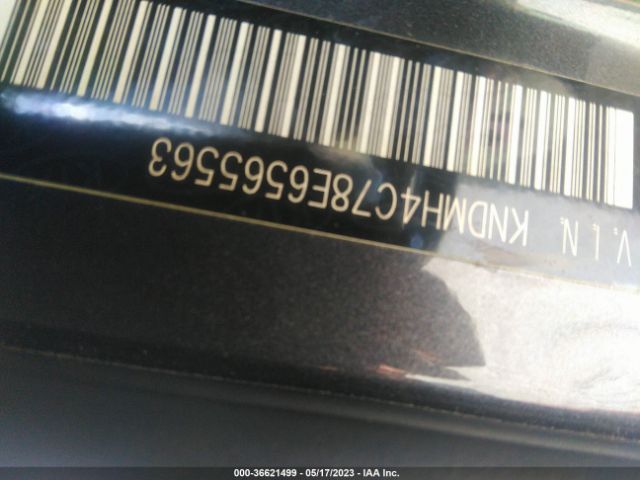 V.I.N. KNDMH4C78E6565563
000-36621499 - 05/17/2023 - IAA Inc.